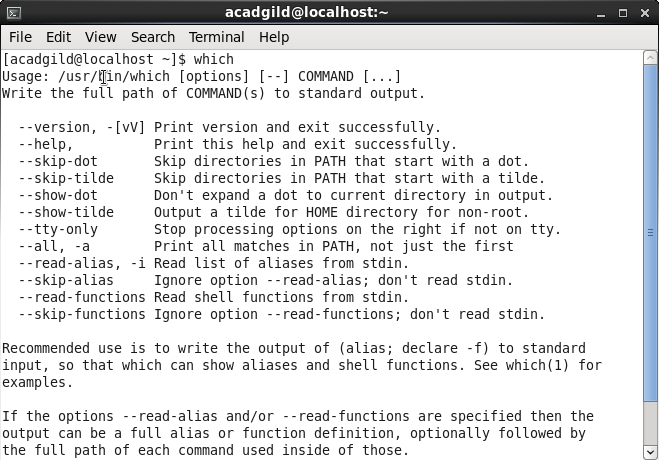 acadgild@localhost:~
File Edit View Search Terminal Help
[acadgild@localhost ~]$ which
Usage: /usr/bin/which [options] [--] COMMAND [...]
Write the full path of COMMAND(s) to standard output.
--version, -[vV] Print version and exit successfully.
--help, Print this help and exit successfully.
--skip-dot Skip directories in PATH that start with a dot.
--skip-tilde Skip directories in PATH that start with a tilde.
--show-dot Don't expand a dot to current directory in output.
--show-tilde Output a tilde for HOME directory for non-root.
--tty-only Stop processing options on the right if not on tty.
--all, -a Print all matches in PATH, not just the first
--read-alias, -i Read list of aliases from stdin.
--skip-alias Ignore option --read-alias; don't read stdin.
--read-functions Read shell functions from stdin.
--skip-functions Ignore option --read-functions; don't read stdin.
Recommended use is to write the output of (alias; declare -f) to standard
input, so that which can show aliases and shell functions. See which(1) for
examples.
If the options --read-alias and/or --read-functions are specified then the
output can be a full alias or function definition, optionally followed by
the full path of each command used inside of those.